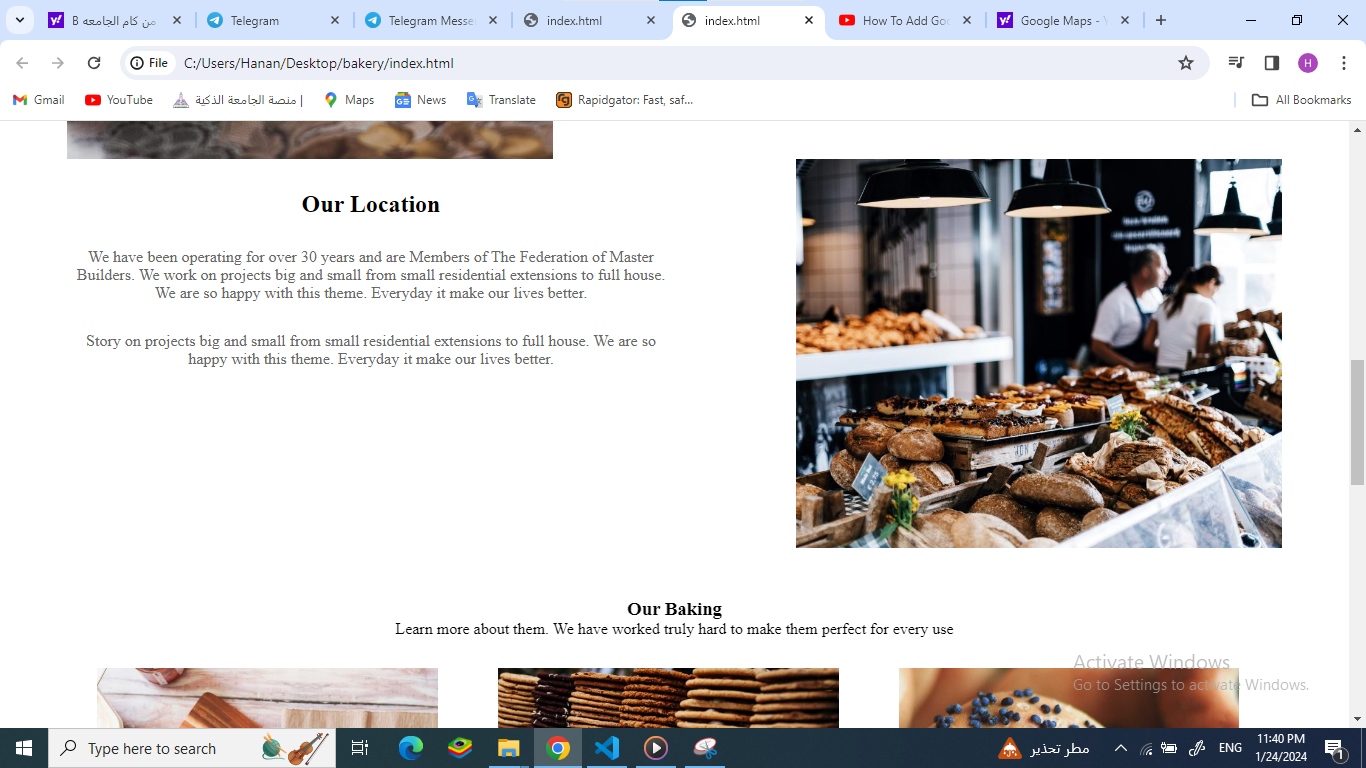 B من كام الجامعه
Telegram
Telegram Messe
index.html
index.html
How To Add Goo
Google Maps - Y
File
C:/Users/Hanan/Desktop/bakery/index.html
H
Gmail
YouTube
منصة الجامعة الذكية |
Maps
News
Translate
Rapidgator: Fast, saf...
All Bookmarks
Our Location
We have been operating for over 30 years and are Members of The Federation of Master
Builders. We work on projects big and small from small residential extensions to full house.
We are so happy with this theme. Everyday it make our lives better.
Story on projects big and small from small residential extensions to full house. We are so
happy with this theme. Everyday it make our lives better.
Our Baking
Learn more about them. We have worked truly hard to make them perfect for every use
Activate Windows
Go to Settings to activate Windows.
Type here to search
مطر تحذير
ENG
11:40 PM
1/24/2024
1